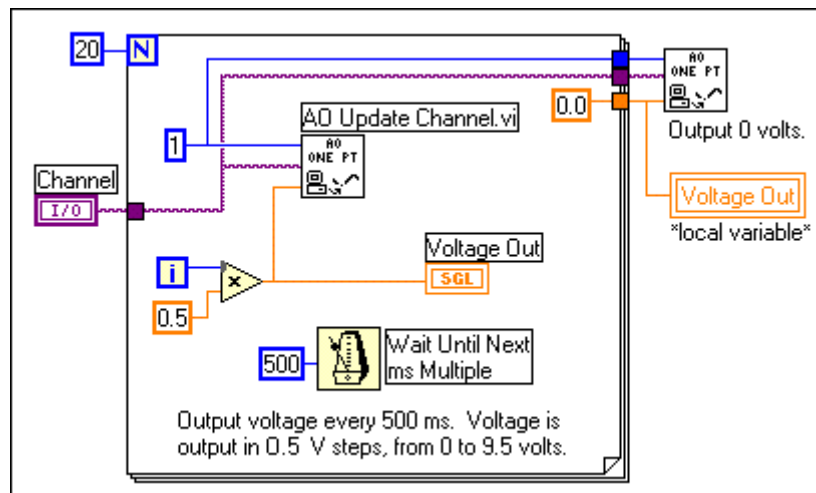 20
N
AO
ONE PT
0.0
Output 0 volts.
AO Update Channel.vi
1
AO
ONE PT
Channel
I/O
Voltage Out
*local variable*
Voltage Out
SGL
i
x
0.5
500
Wait Until Next
ms Multiple
Output voltage every 500 ms. Voltage is
output in 0.5 V steps, from 0 to 9.5 volts.